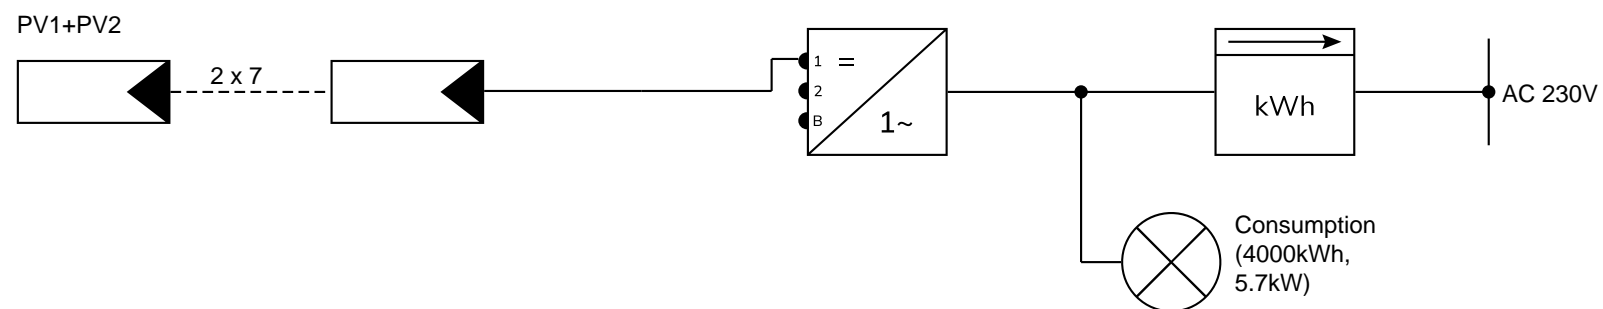 PV1+PV2
2 x 7
1 =
2
B
1~
kWh
AC 230V
Consumption
(4000kWh,
5.7kW)